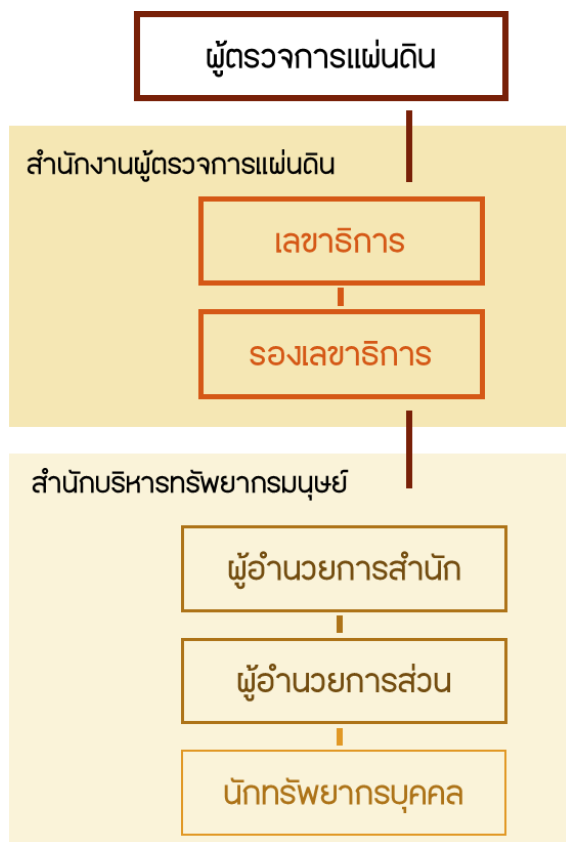 ผู้ตรวจการแผ่นดิน
สำนักงานผู้ตรวจการแผ่นดิน
เลขาธิการ
รองเลขาธิการ
สำนักบริหารทรัพยากรมนุษย์
ผู้อำนวยการสำนัก
ผู้อำนวยการส่วน
นักทรัพยากรบุคคล